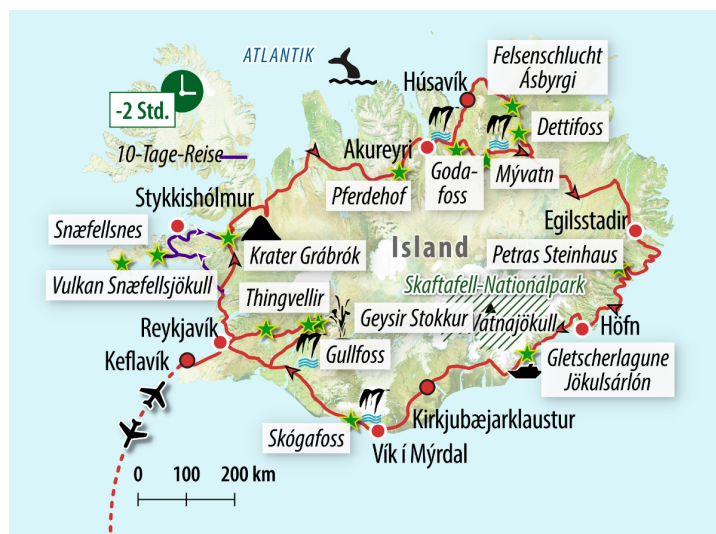 ATLANTIK
Felsenschlucht
Ásbyrgi
Húsavík
-2 Std.
Dettifoss
10-Tage-Reise
Akureyri
Goda-
foss
Mývatn
Pferdehof
Stykkishólmur
Egilsstadir
Snæfellsnes
Island
Krater Grábrók
Petras Steinhaus
Vulkan Snæfellsjökull
Skaftafell-Nationalpark
Thingvellir
Geysir Stokkur
Vatnajökull
Reykjavík
Höfn
Keflavík
Gullfoss
Gletscherlagune
Jökulsárlón
Kirkjubæjarklaustur
Skógafoss
Vík í Mýrdal
0 100 200 km